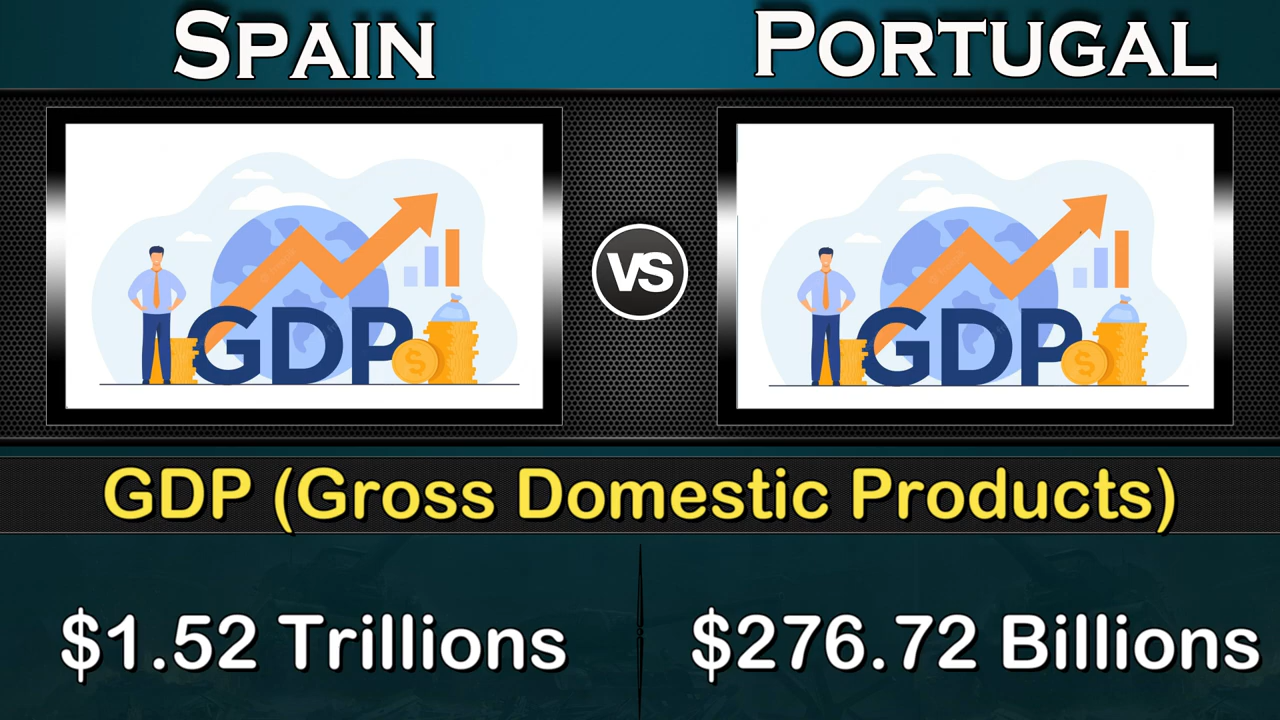 SPAIN
PORTUGAL
GDP
$
VS
GDP
$
GDP (Gross Domestic Products)
$1.52 Trillions
$276.72 Billions